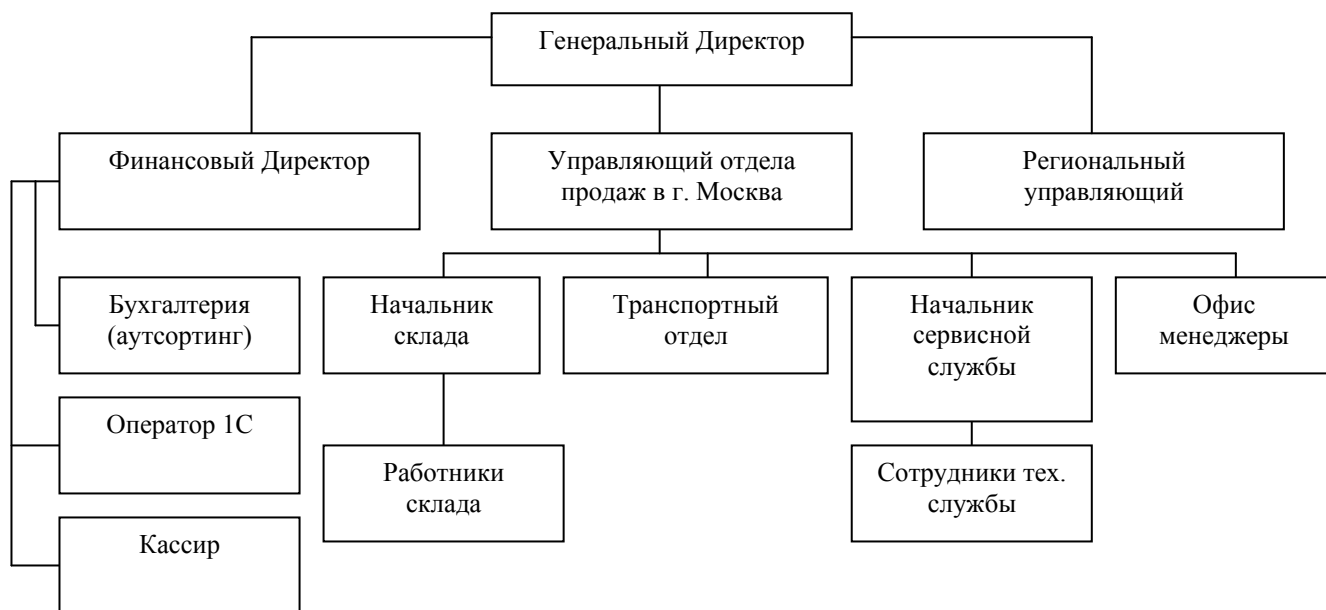 Генеральный Директор
Финансовый Директор
Управляющий отдела
продаж в г. Москва
Региональный
управляющий
Бухгалтерия
(аутсортинг)
Начальник
склада
Транспортный
отдел
Начальник
сервисной
службы
Офис
менеджеры
Оператор 1С
Работники
склада
Сотрудники тех.
службы
Кассир